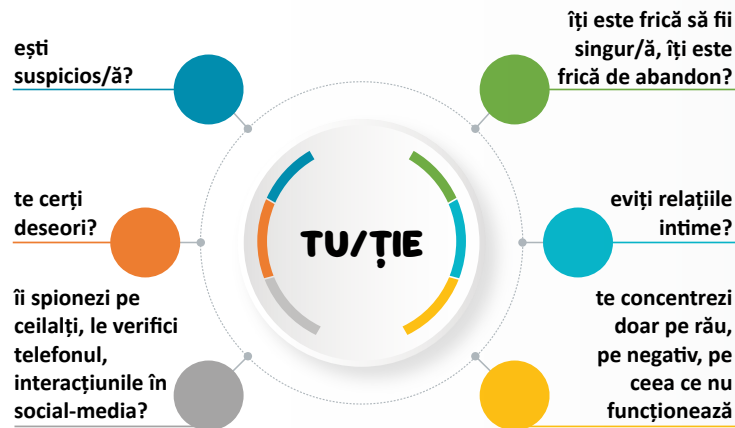 ești
suspicios/ă?
te cerți
deseori?
îi spionezi pe
ceilalți, le verifici
telefonul,
interacțiunile în
social-media?
TU/ȚIE
îți este frică să fii
singur/ă, îți este
frică de abandon?
eviți relațiile
intime?
te concentrezi
doar pe rău,
pe negativ, pe
ceea ce nu
funcționează